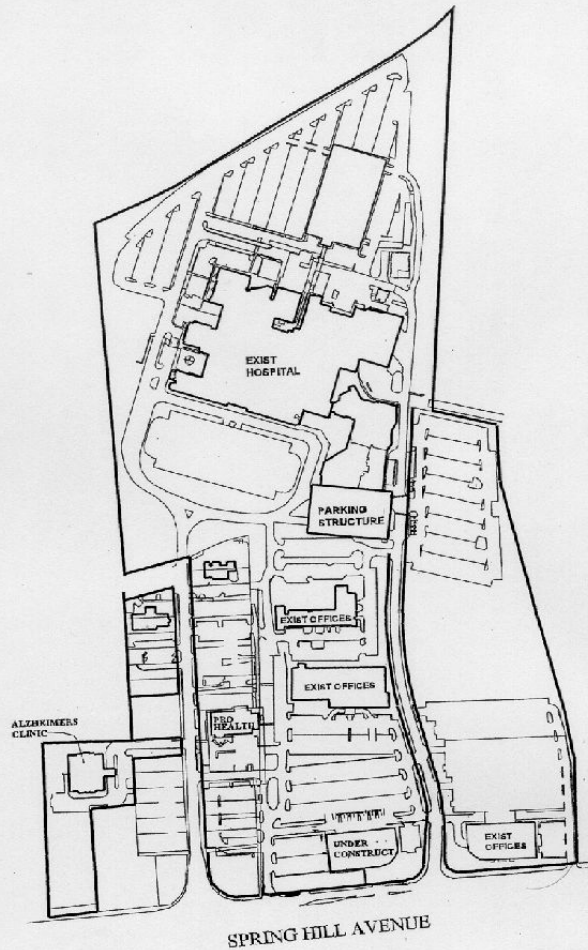 EXIST
HOSPITAL
PARKING
STRUCTURE
EXIST OFFICES
EXIST OFFICES
PRO
HEALTH
ALZHEIMERS
CLINIC
UNDER
CONSTRUCT
EXIST
OFFICES
SPRING HILL AVENUE